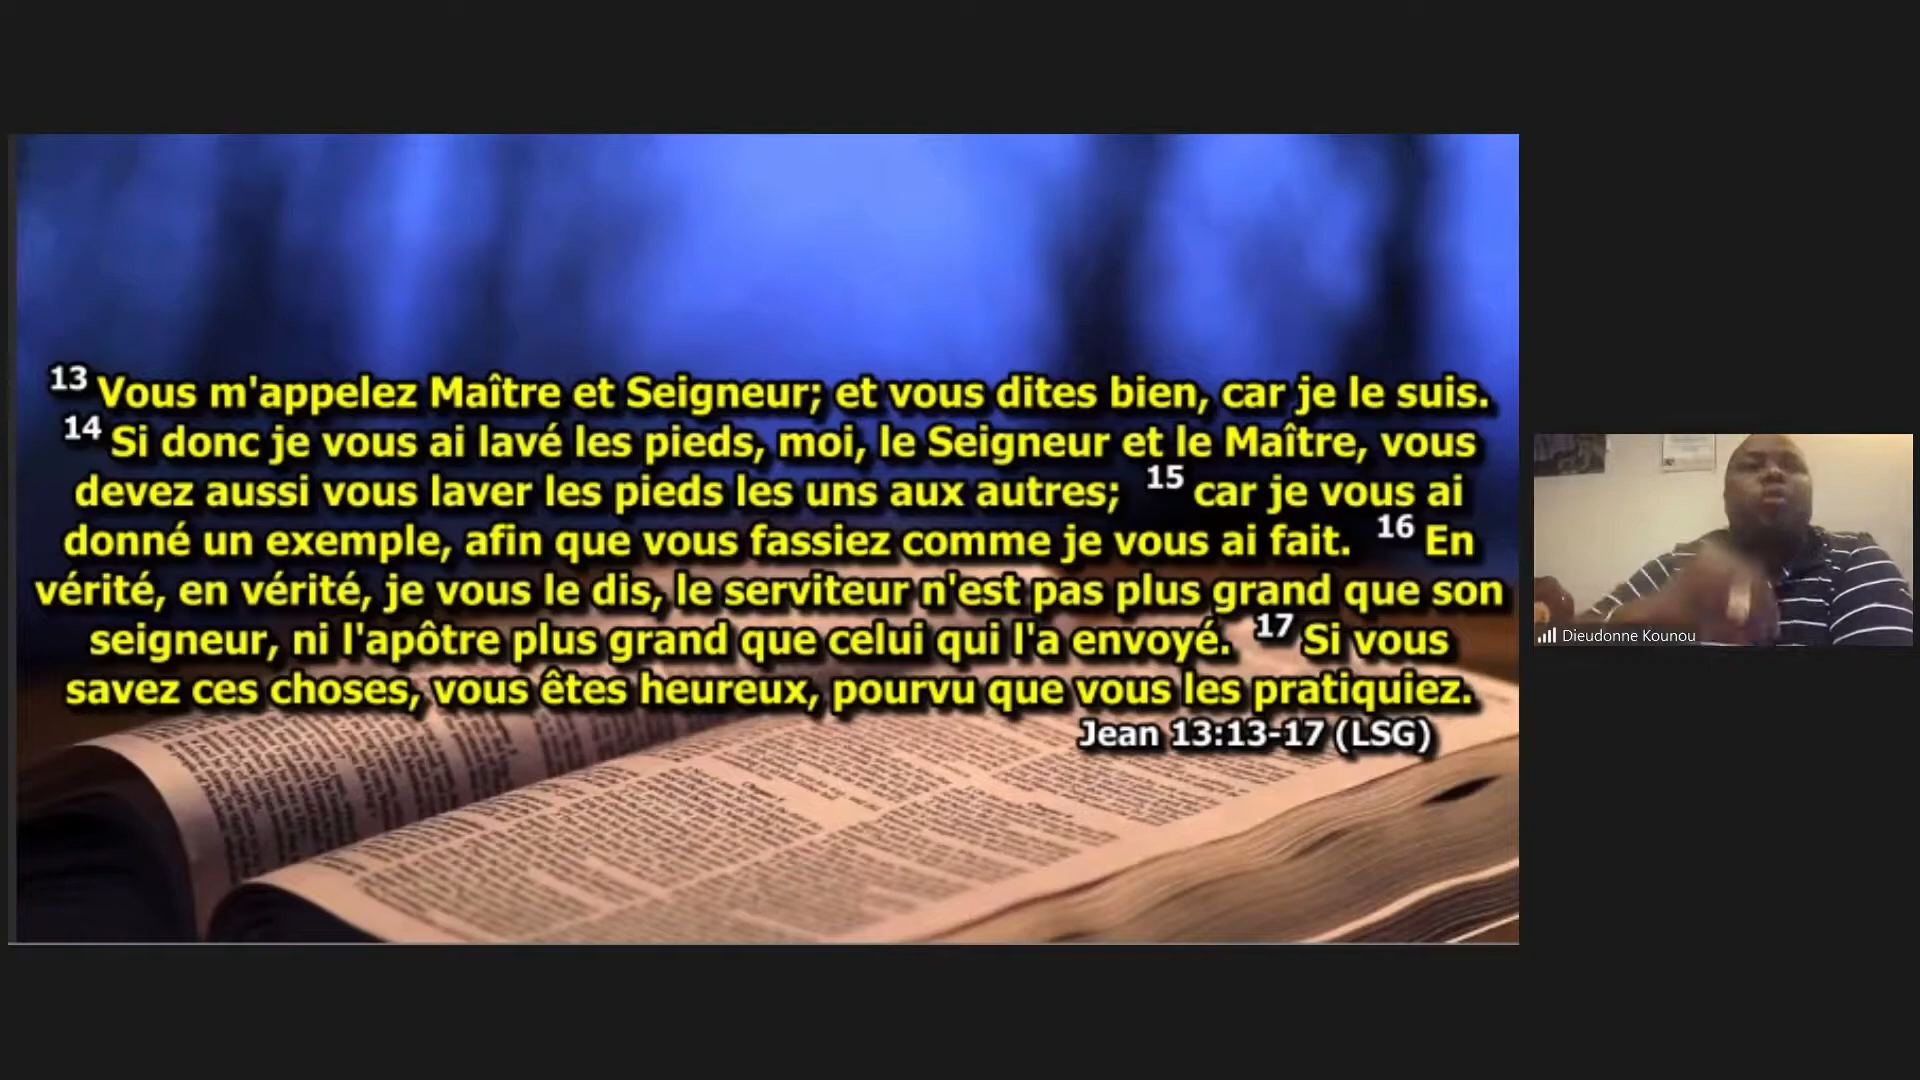 13 Vous m'appelez Maître et Seigneur; et vous dites bien, car je le suis.
14 Si donc je vous ai lavé les pieds, moi, le Seigneur et le Maître, vous
devez aussi vous laver les pieds les uns aux autres; 15 car je vous ai
donné un exemple, afin que vous fassiez comme je vous ai fait. 16 En
vérité, en vérité, je vous le dis, le serviteur n'est pas plus grand que son
seigneur, ni l'apôtre plus grand que celui qui l'a envoyé. 17 Si vous
savez ces choses, vous êtes heureux, pourvu que vous les pratiquiez.
Jean 13:13-17 (LSG)
Dieudonne Kounou